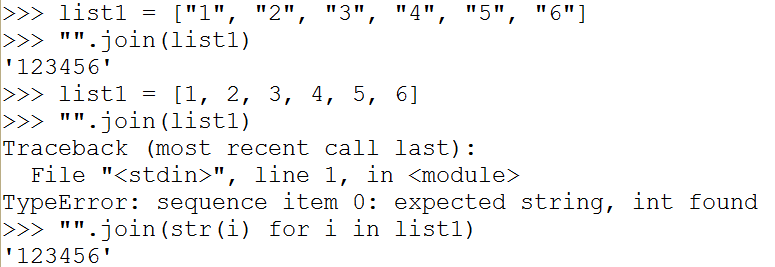 >>> list1 = ["1", "2", "3", "4", "5", "6"]
>>> "".join(list1)
'123456'
>>> list1 = [1, 2, 3, 4, 5, 6]
>>> "".join(list1)
Traceback (most recent call last):
  File "<stdin>", line 1, in <module>
TypeError: sequence item 0: expected string, int found
>>> "".join(str(i) for i in list1)
'123456'